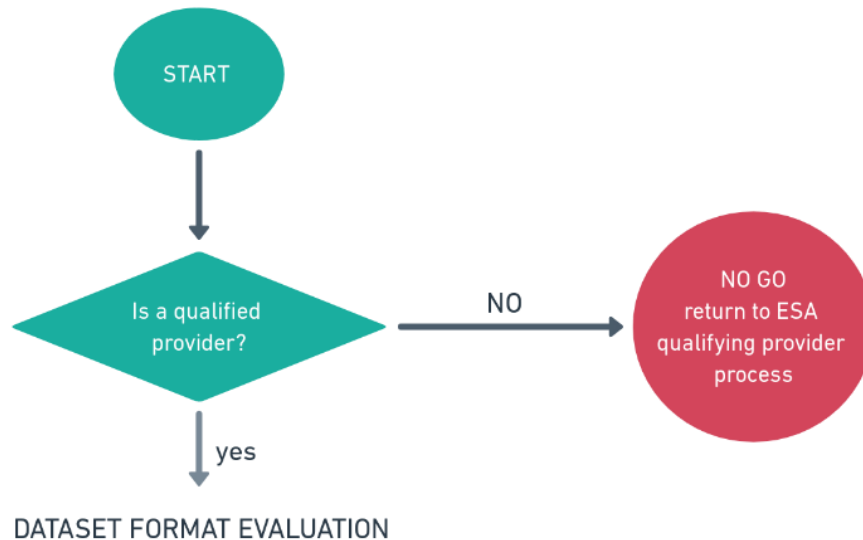 START
Is a qualified
provider?
NO
NO GO
return to ESA
qualifying provider
process
yes
DATASET FORMAT EVALUATION